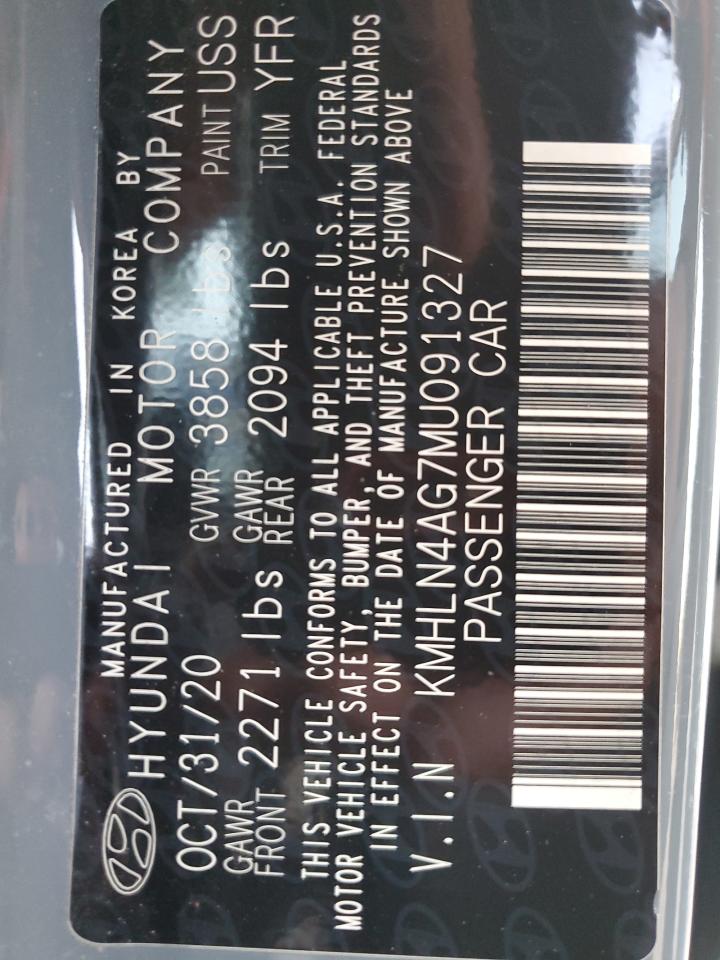 MANUFACTURED IN KOREA BY
HYUNDAI MOTOR COMPANY
OCT/31/20 GVWR 3858 lbs PAINT USS
GAWR FRONT 2271 lbs GAWR REAR 2094 lbs TRIM YFR
THIS VEHICLE CONFORMS TO ALL APPLICABLE U.S.A. FEDERAL
MOTOR VEHICLE SAFETY, BUMPER, AND THEFT PREVENTION STANDARDS
IN EFFECT ON THE DATE OF MANUFACTURE SHOWN ABOVE
V.I.N KMHLN4AG7MU091327
PASSENGER CAR